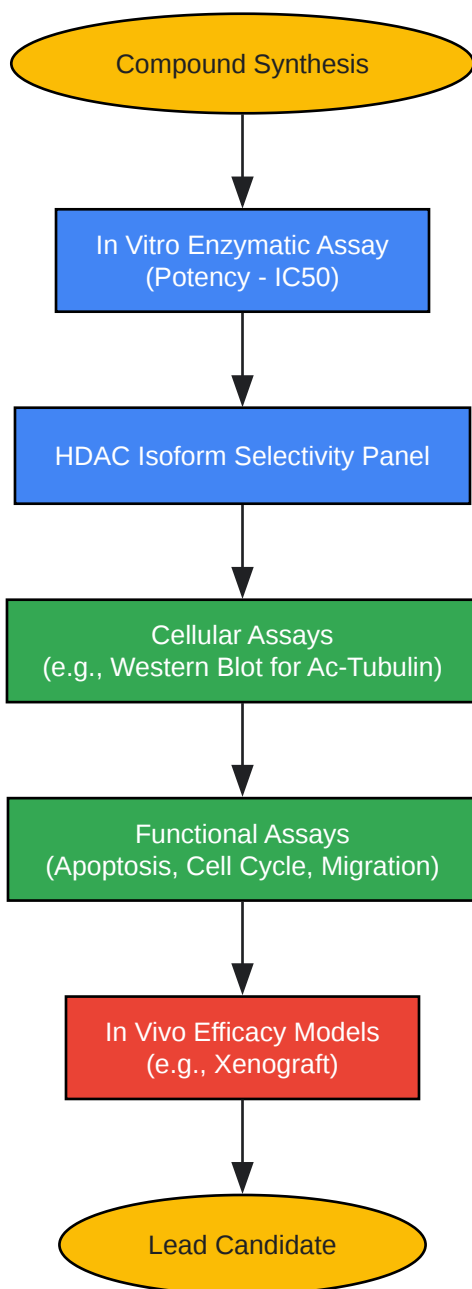 Compound Synthesis
In Vitro Enzymatic Assay
(Potency - IC50)
HDAC Isoform Selectivity Panel
Cellular Assays
(e.g., Western Blot for Ac-Tubulin)
Functional Assays
(Apoptosis, Cell Cycle, Migration)
In Vivo Efficacy Models
(e.g., Xenograft)
Lead Candidate